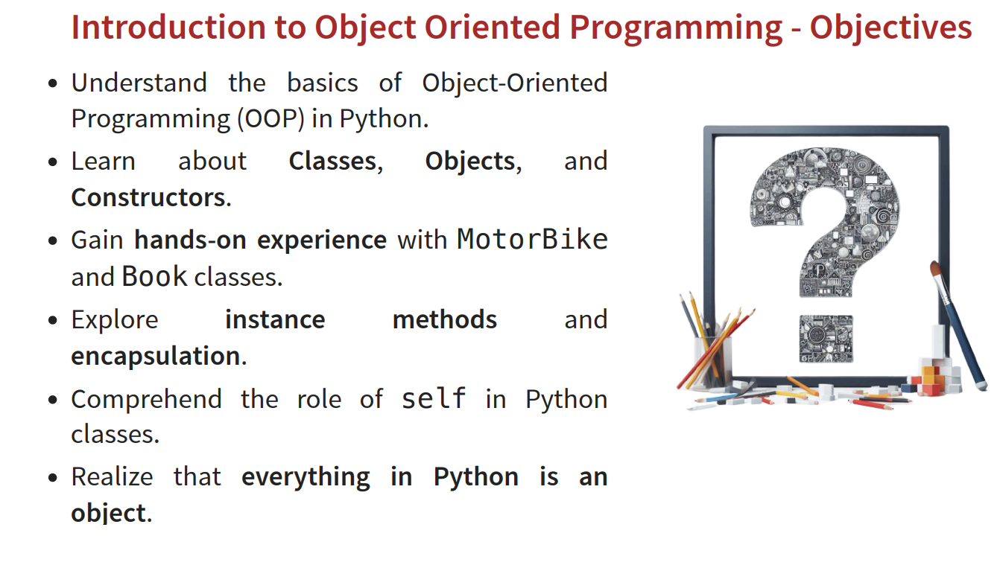 Introduction to Object Oriented Programming - Objectives
• Understand the basics of Object-Oriented
Programming (OOP) in Python.
• Learn about Classes, Objects, and
Constructors.
• Gain hands-on experience with MotorBike
and Book classes.
• Explore instance methods and
encapsulation.
• Comprehend the role of self in Python
classes.
• Realize that everything in Python is an
object.
?